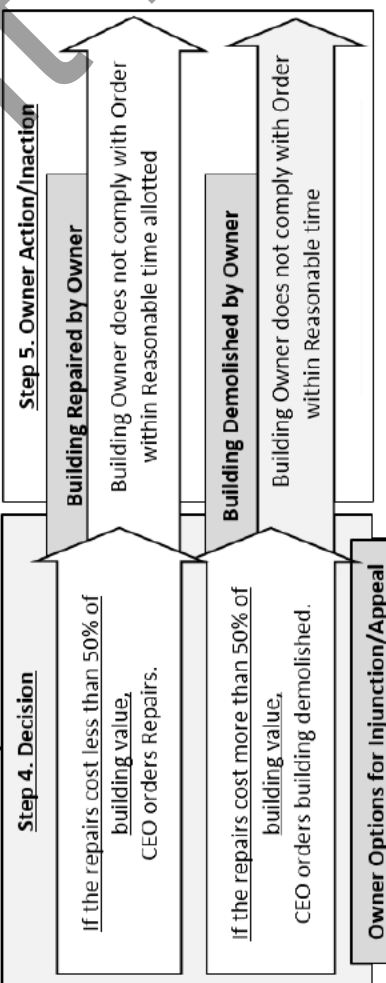 Step 4. Decision
If the repairs cost less than 50% of
building value,
CEO orders Repairs.
If the repairs cost more than 50% of
building value,
CEO orders building demolished.
Owner Options for Injunction/Appeal
Step 5. Owner Action/Inaction
Building Repaired by Owner
Building Owner does not comply with Order
within Reasonable time allotted
Building Demolished by Owner
Building Owner does not comply with Order
within Reasonable time